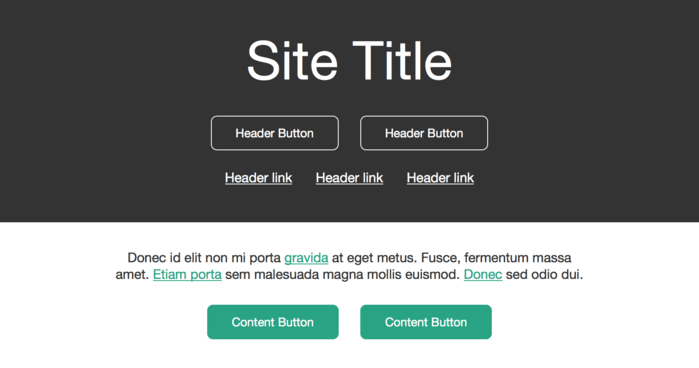 Site Title
Header Button Header Button
Header link Header link Header link
Donec id elit non mi porta gravida at eget metus. Fusce, fermentum massa
amet. Etiam porta sem malesuada magna mollis euismod. Donec sed odio dui.
Content Button Content Button